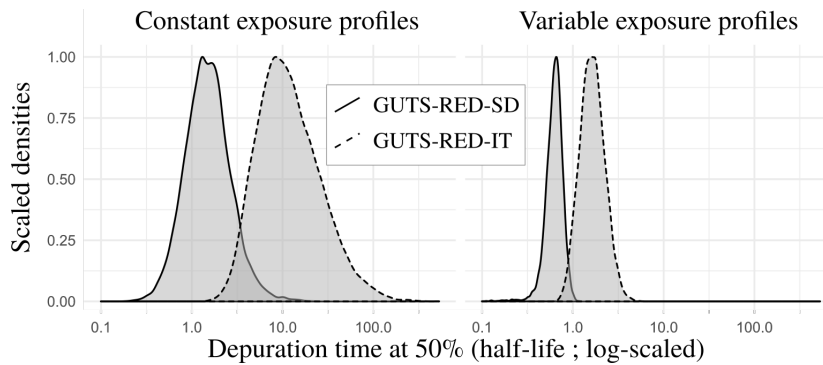 Constant exposure profiles
Variable exposure profiles
Scaled densities
1.00
0.75
0.50
0.25
0.00
GUTS-RED-SD
GUTS-RED-IT
0.1 1.0 10.0 100.0
0.1 1.0 10.0 100.0
Depuration time at 50% (half-life ; log-scaled)